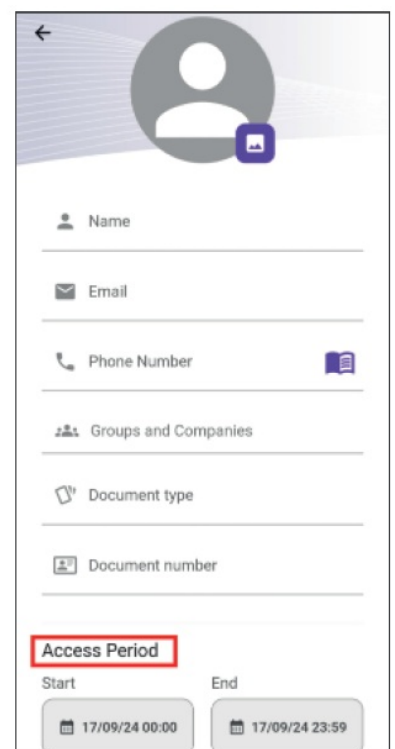 Name
Email
Phone Number
Groups and Companies
Document type
Document number
Access Period
Start End
17/09/24 00:00 17/09/24 23:59